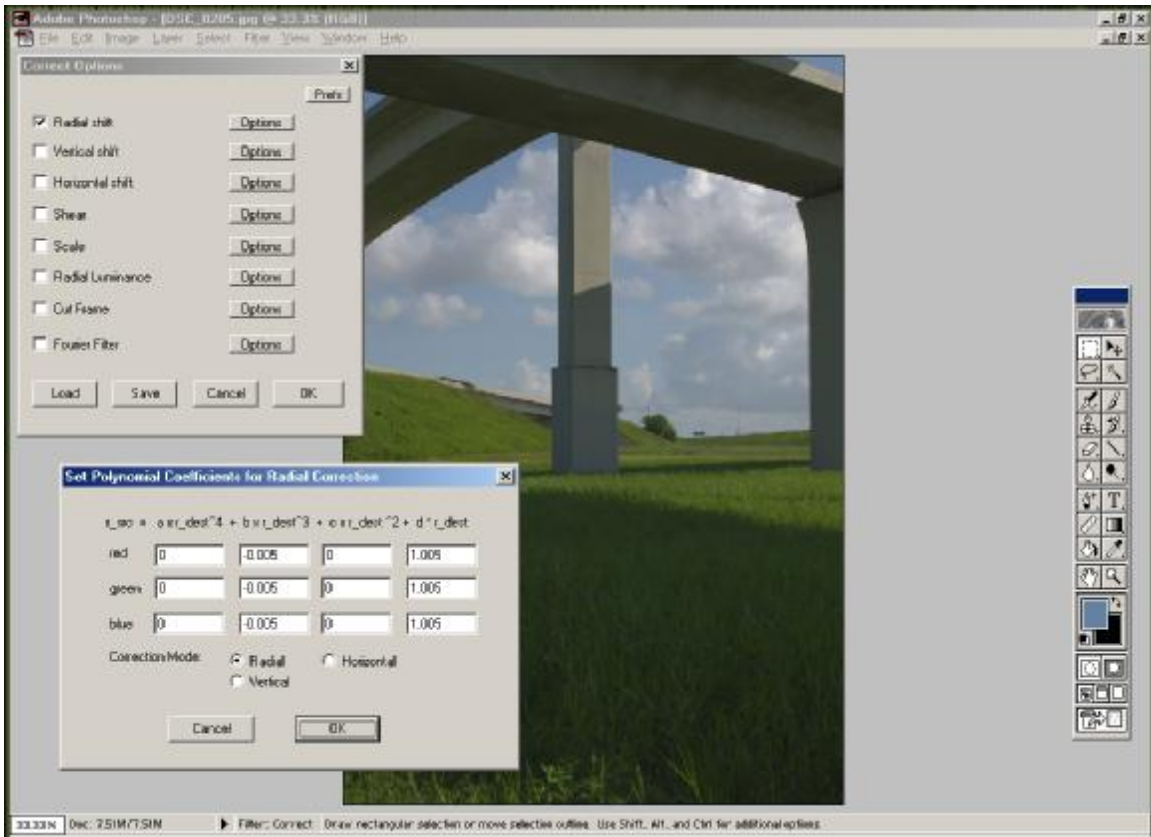 Adobe Photoshop - [DSC_0205.jpg @ 33.3% (RGB)]
File Edit Image Layer Select Filter View Window Help
Correct Options
Prefs
Radial shift Options
Vertical shift Options
Horizontal shift Options
Shear Options
Scale Options
Radial Luminance Options
Cut Frame Options
Fourier Filter Options
Load Save Cancel OK
Set Polynomial Coefficients for Radial Correction
r_src = a xr_dest^4 + b x r_dest^3 + c x r_dest ^2 + d * r_dest
red 0 -0.005 0 1.005
green 0 -0.005 0 1.005
blue 0 -0.005 0 1.005
Correction Mode: Radial Horizontal
Vertical
Cancel OK
T
33.33% Doc: 7.51M/7.51M Filter: Correct Draw rectangular selection or move selection outline. Use Shift, Alt, and Ctrl for additional options.